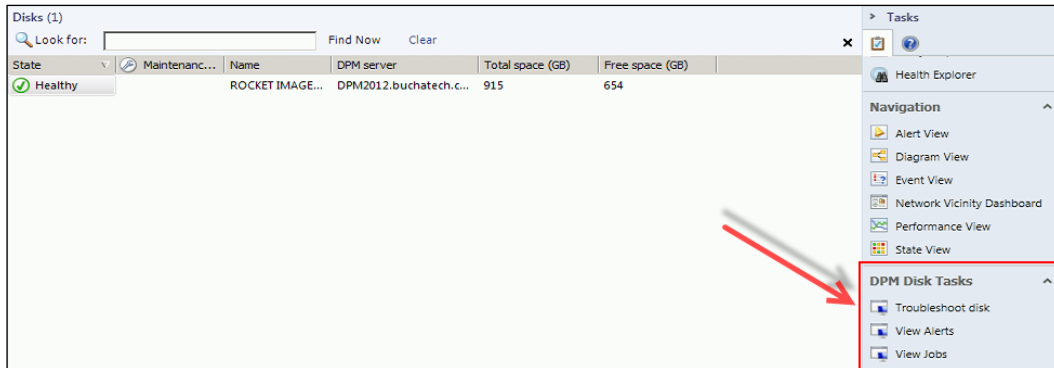 Disks (1)
Look for:
Find Now
Clear
State
Maintenanc...
Name
DPM server
Total space (GB)
Free space (GB)
Healthy
ROCKET IMAGE...
DPM2012.buchatech.c...
915
654
Tasks
Health Explorer
Navigation
Alert View
Diagram View
Event View
Network Vicinity Dashboard
Performance View
State View
DPM Disk Tasks
Troubleshoot disk
View Alerts
View Jobs